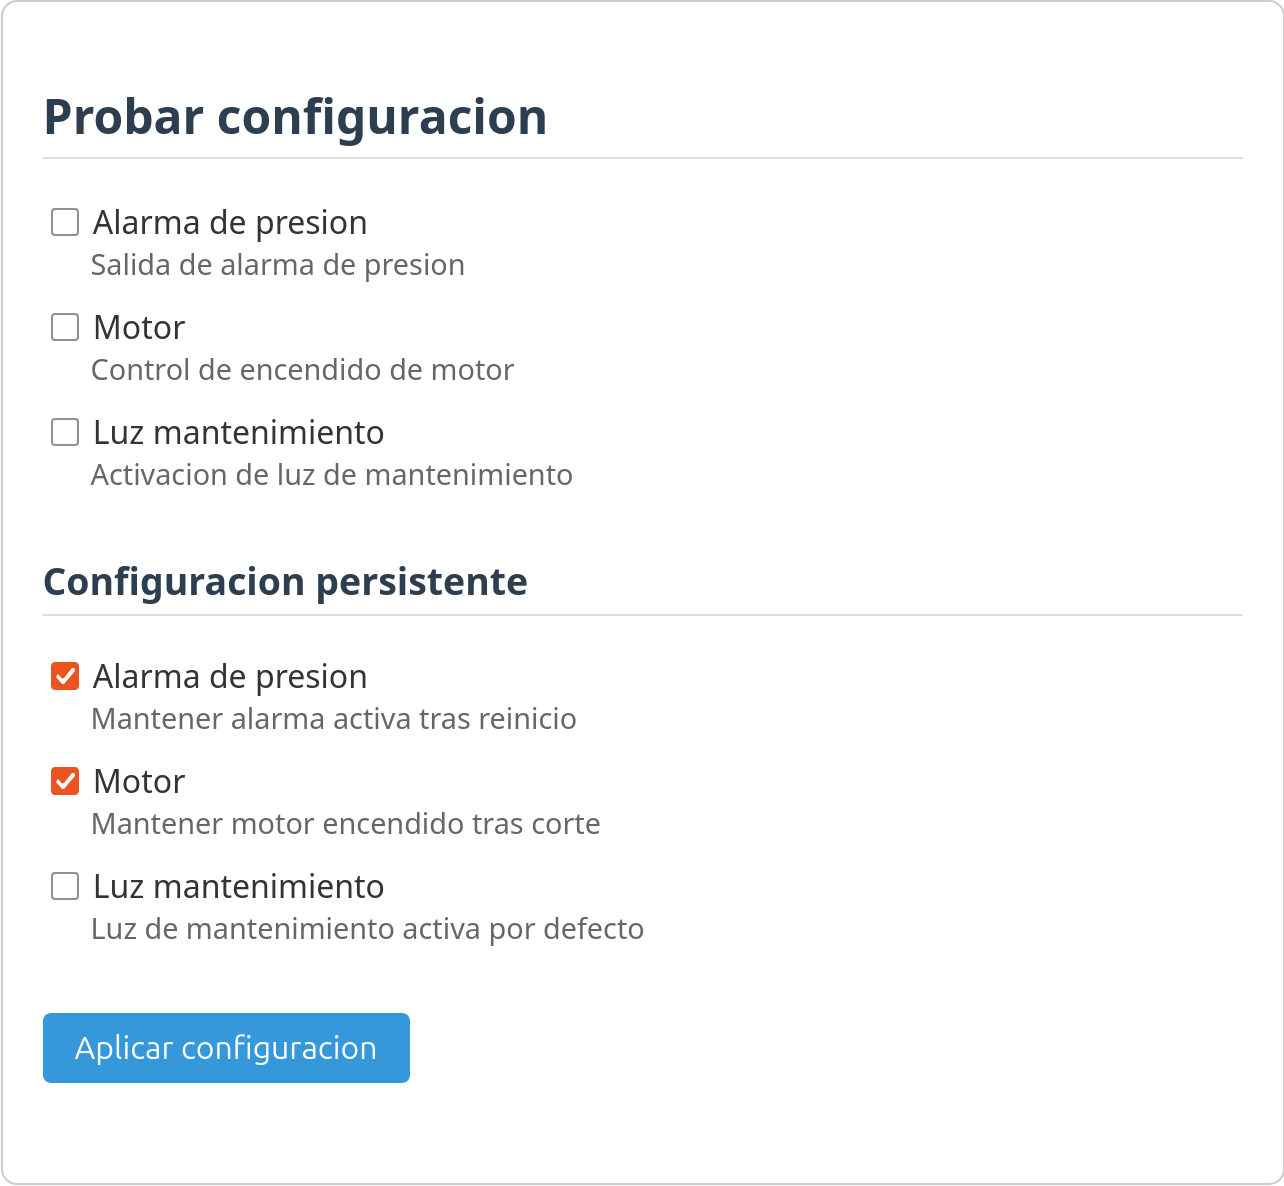 Probar configuracion
Alarma de presion
Salida de alarma de presion
Motor
Control de encendido de motor
Luz mantenimiento
Activacion de luz de mantenimiento
Configuracion persistente
Alarma de presion
Mantener alarma activa tras reinicio
Motor
Mantener motor encendido tras corte
Luz mantenimiento
Luz de mantenimiento activa por defecto
Aplicar configuracion